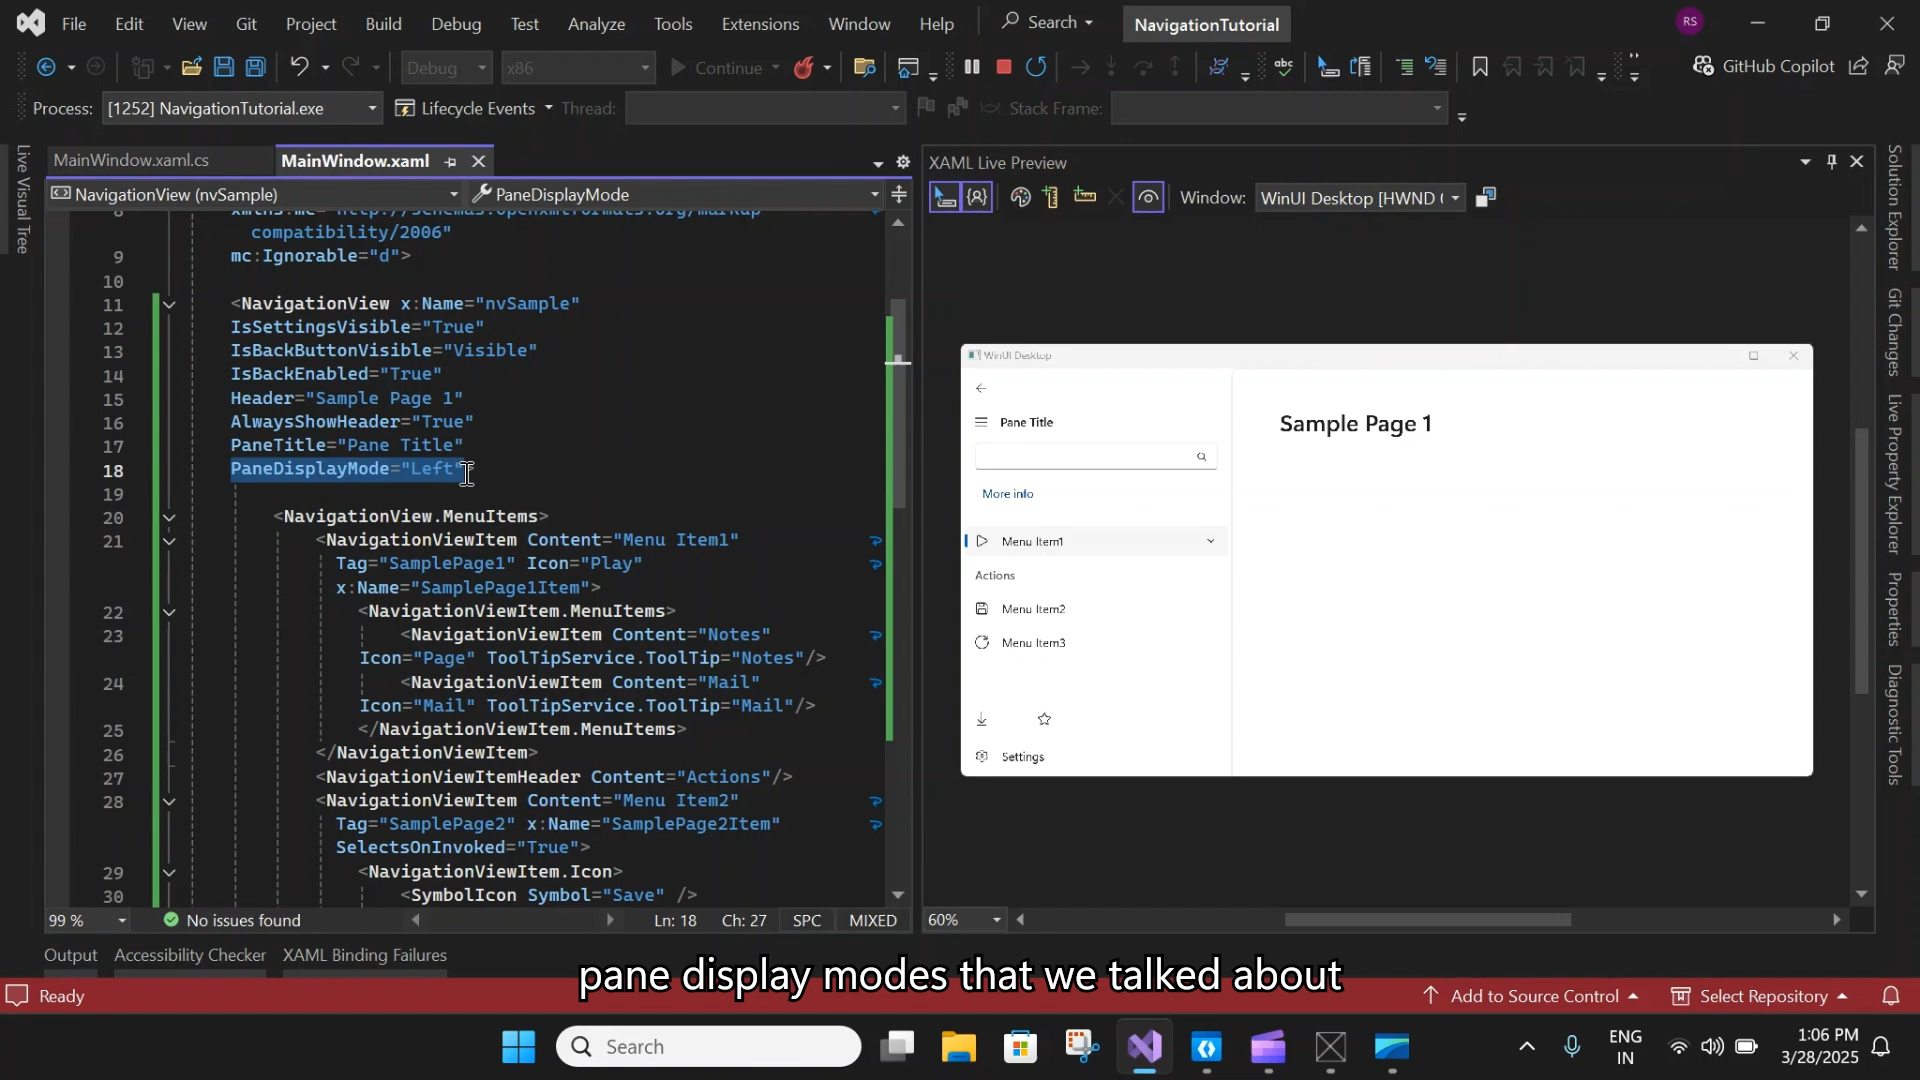 File Edit View Git Project Build Debug Test Analyze Tools Extensions Window Help Search NavigationTutorial RS
Debug x86 Continue GitHub Copilot
Process: [1252] NavigationTutorial.exe Lifecycle Events Thread: Stack Frame:
Live Visual Tree
MainWindow.xaml.cs MainWindow.xaml
NavigationView (nvSample) PaneDisplayMode
8 xmlns:mc="http://schemas.openxmlformats.org/markup-
compatibility/2006"
9 mc:Ignorable="d">
10
11 <NavigationView x:Name="nvSample"
12 IsSettingsVisible="True"
13 IsBackButtonVisible="Visible"
14 IsBackEnabled="True"
15 Header="Sample Page 1"
16 AlwaysShowHeader="True"
17 PaneTitle="Pane Title"
18 PaneDisplayMode="Left"
19
20 <NavigationView.MenuItems>
21 <NavigationViewItem Content="Menu Item1"
Tag="SamplePage1" Icon="Play"
x:Name="SamplePage1Item">
22 <NavigationViewItem.MenuItems>
23 <NavigationViewItem Content="Notes"
Icon="Page" ToolTipService.ToolTip="Notes"/>
24 <NavigationViewItem Content="Mail"
Icon="Mail" ToolTipService.ToolTip="Mail"/>
25 </NavigationViewItem.MenuItems>
26 </NavigationViewItem>
27 <NavigationViewItemHeader Content="Actions"/>
28 <NavigationViewItem Content="Menu Item2"
Tag="SamplePage2" x:Name="SamplePage2Item"
SelectsOnInvoked="True">
29 <NavigationViewItem.Icon>
30 <SymbolIcon Symbol="Save" />
99 % No issues found Ln: 18 Ch: 27 SPC MIXED
XAML Live Preview
Window: WinUI Desktop [HWND (
WinUI Desktop
Pane Title
More info
Menu Item1
Actions
Menu Item2
Menu Item3
Settings
Sample Page 1
60%
Solution Explorer
Git Changes
Live Property Explorer
Properties
Diagnostic Tools
Output Accessibility Checker XAML Binding Failures
pane display modes that we talked about
Ready Add to Source Control Select Repository
Search
ENG
IN
1:06 PM
3/28/2025